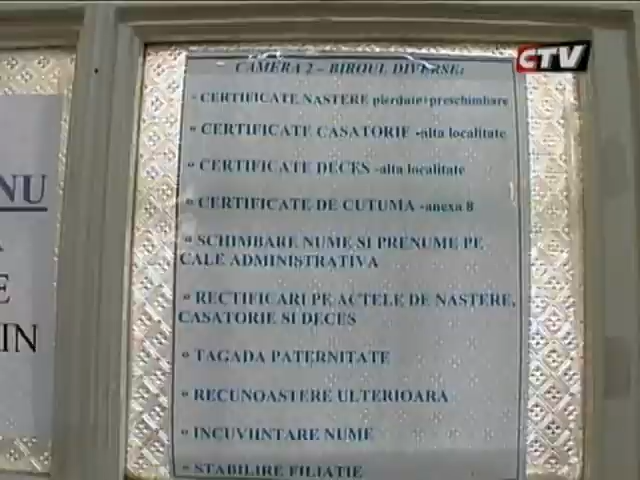 CTV
CAMERA 2 – BIROUL DIVERSE:
CERTIFICATE NASTERE pierdute+preschimbare
CERTIFICATE CASATORIE -alta localitate
CERTIFICATE DECES -alta localitate
CERTIFICATE DE CUTUMA -anexa 8
SCHIMBARE NUME SI PRENUME PE
CALE ADMINISTRATIVA
RECTIFICARI PE ACTELE DE NASTERE,
CASATORIE SI DECES
TAGADA PATERNITATE
RECUNOASTERE ULTERIOARA
INCUVIINTARE NUME
STABILIRE FILIATIE
NU
E
IN